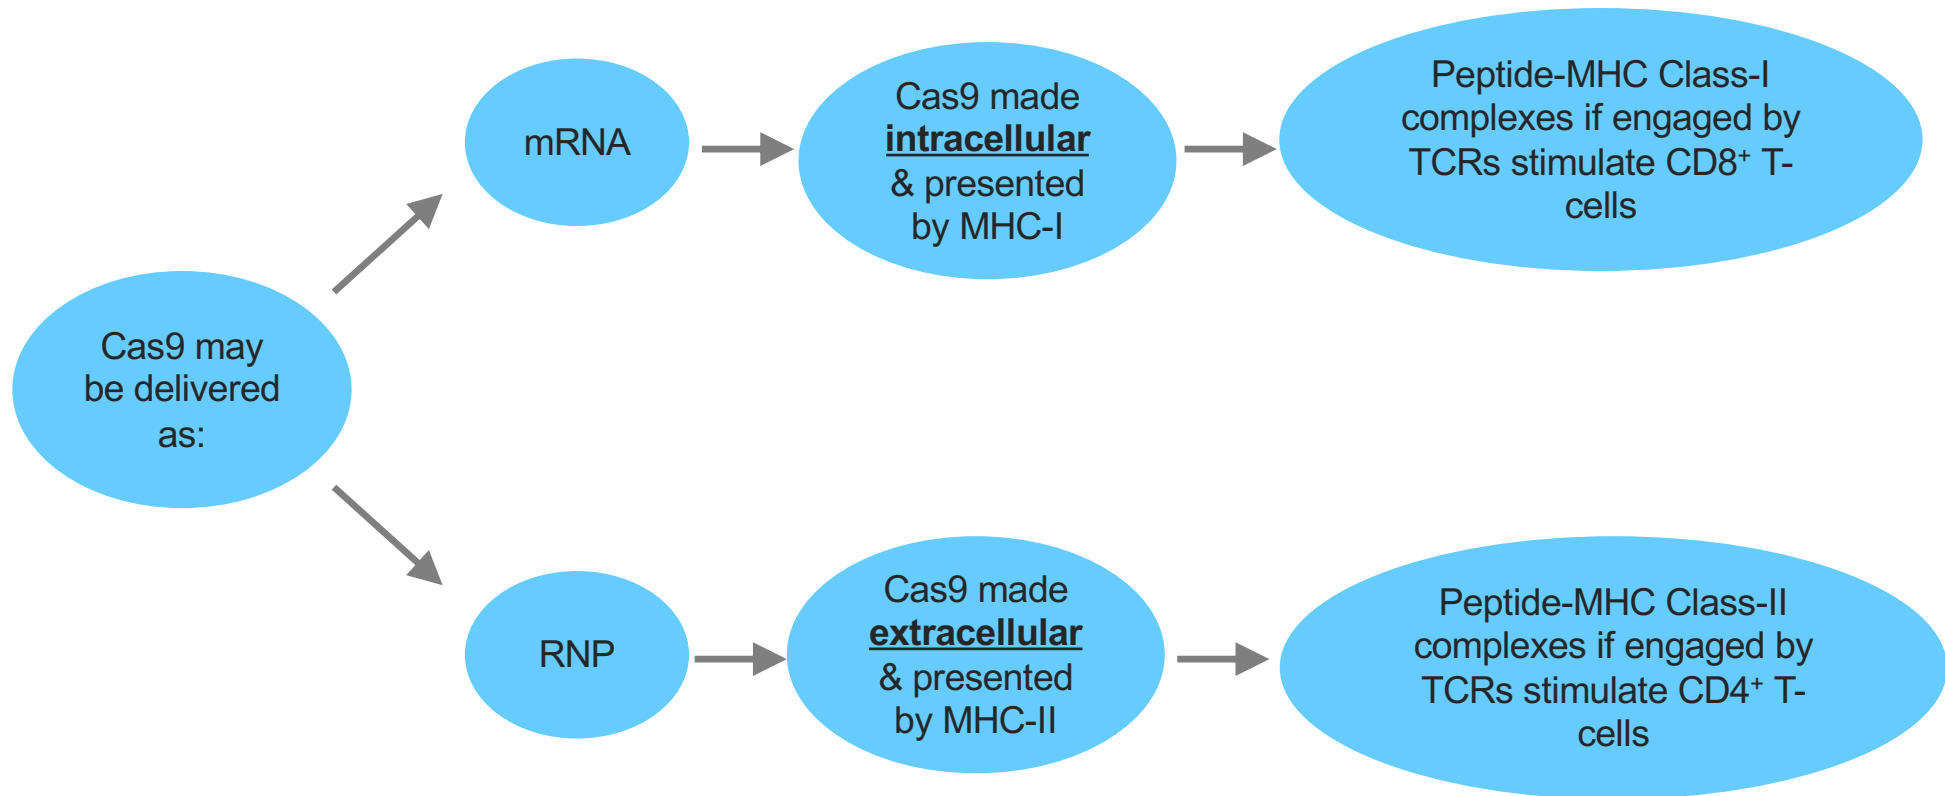 Cas9 may
be delivered
as:
mRNA
Cas9 made
intracellular
& presented
by MHC-I
Peptide-MHC Class-I
complexes if engaged by
TCRs stimulate CD8⁺ T-
cells
RNP
Cas9 made
extracellular
& presented
by MHC-II
Peptide-MHC Class-II
complexes if engaged by
TCRs stimulate CD4⁺ T-
cells